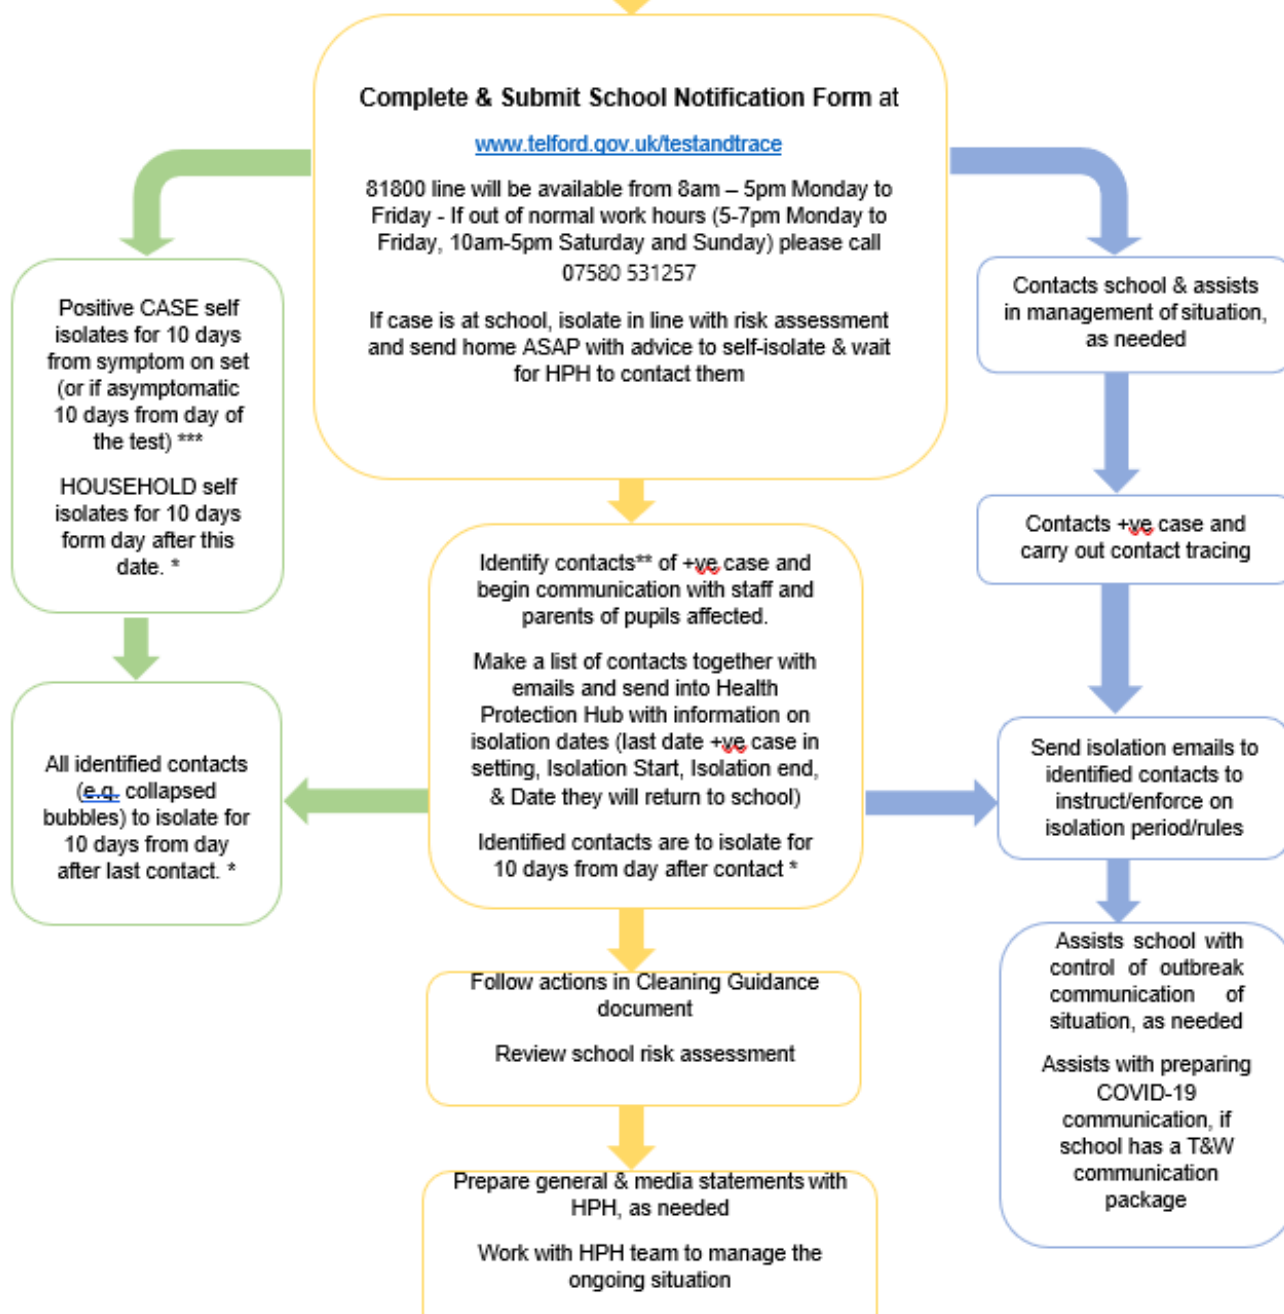 Complete & Submit School Notification Form at
www.telford.gov.uk/testandtrace
81800 line will be available from 8am – 5pm Monday to
Friday - If out of normal work hours (5-7pm Monday to
Friday, 10am-5pm Saturday and Sunday) please call
07580 531257
If case is at school, isolate in line with risk assessment
and send home ASAP with advice to self-isolate & wait
for HPH to contact them
Positive CASE self
isolates for 10 days
from symptom on set
(or if asymptomatic
10 days from day of
the test) ***
HOUSEHOLD self
isolates for 10 days
form day after this
date. *
All identified contacts
(e.g. collapsed
bubbles) to isolate for
10 days from day
after last contact. *
Identify contacts** of +ve case and
begin communication with staff and
parents of pupils affected.
Make a list of contacts together with
emails and send into Health
Protection Hub with information on
isolation dates (last date +ve case in
setting, Isolation Start, Isolation end,
& Date they will return to school)
Identified contacts are to isolate for
10 days from day after contact *
Follow actions in Cleaning Guidance
document
Review school risk assessment
Prepare general & media statements with
HPH, as needed
Work with HPH team to manage the
ongoing situation
Contacts school & assists
in management of situation,
as needed
Contacts +ve case and
carry out contact tracing
Send isolation emails to
identified contacts to
instruct/enforce on
isolation period/rules
Assists school with
control of outbreak
communication of
situation, as needed
Assists with preparing
COVID-19
communication, if
school has a T&W
communication
package